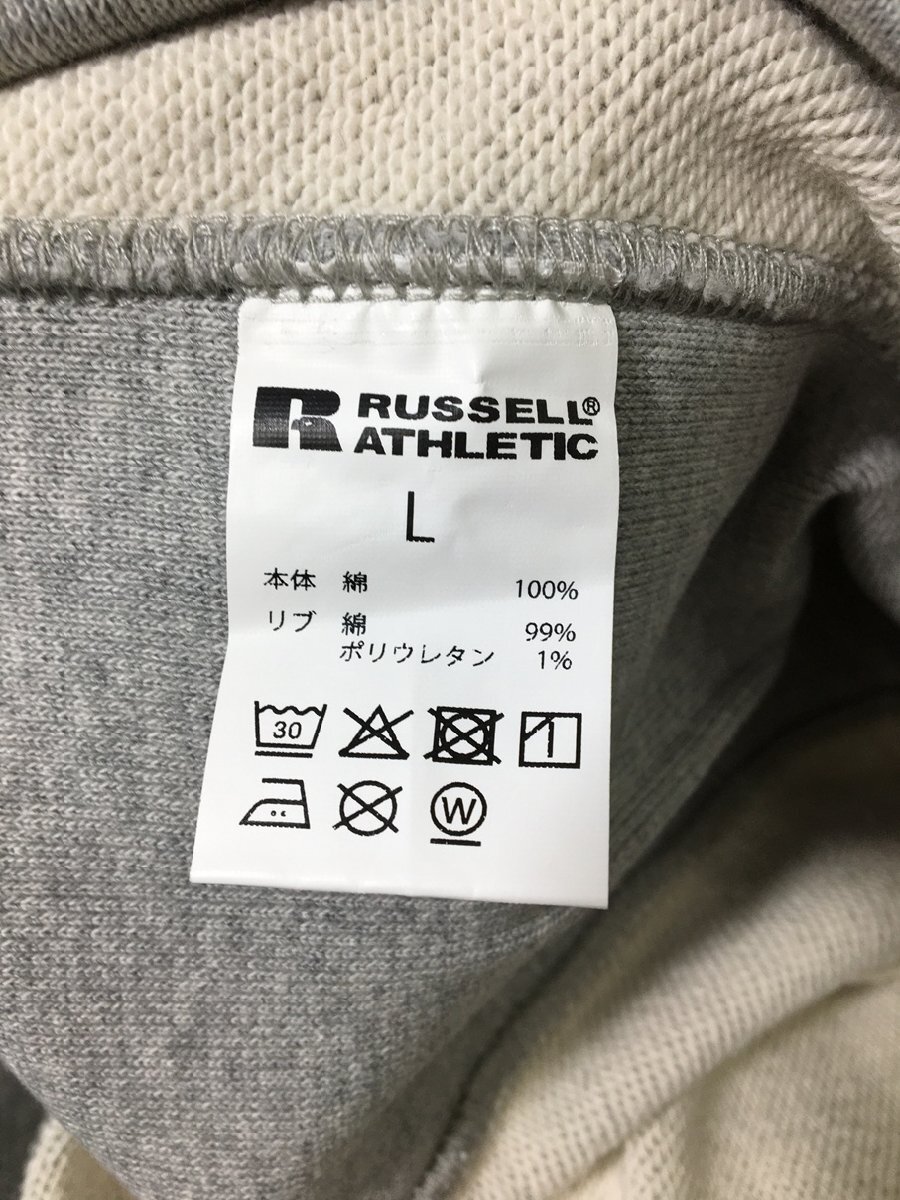 R RUSSELL®
ATHLETIC
L
本体 綿 100%
リブ 綿 99%
ポリウレタン 1%
30
W